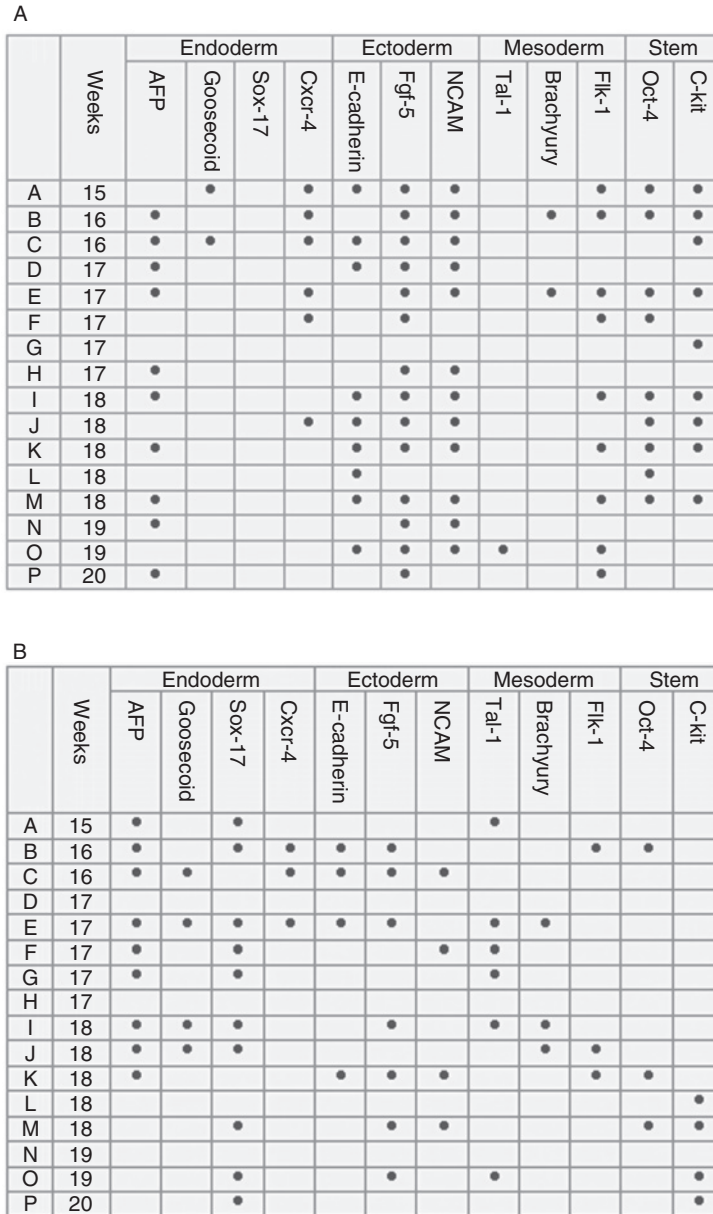 A
Endoderm Ectoderm Mesoderm Stem
Weeks AFP Goosecoid Sox-17 Cxcr-4 E-cadherin Fgf-5 NCAM Tal-1 Brachyury Flk-1 Oct-4 C-kit
A 15
B 16
C 16
D 17
E 17
F 17
G 17
H 17
I 18
J 18
K 18
L 18
M 18
N 19
O 19
P 20
B
Endoderm Ectoderm Mesoderm Stem
Weeks AFP Goosecoid Sox-17 Cxcr-4 E-cadherin Fgf-5 NCAM Tal-1 Brachyury Flk-1 Oct-4 C-kit
A 15
B 16
C 16
D 17
E 17
F 17
G 17
H 17
I 18
J 18
K 18
L 18
M 18
N 19
O 19
P 20